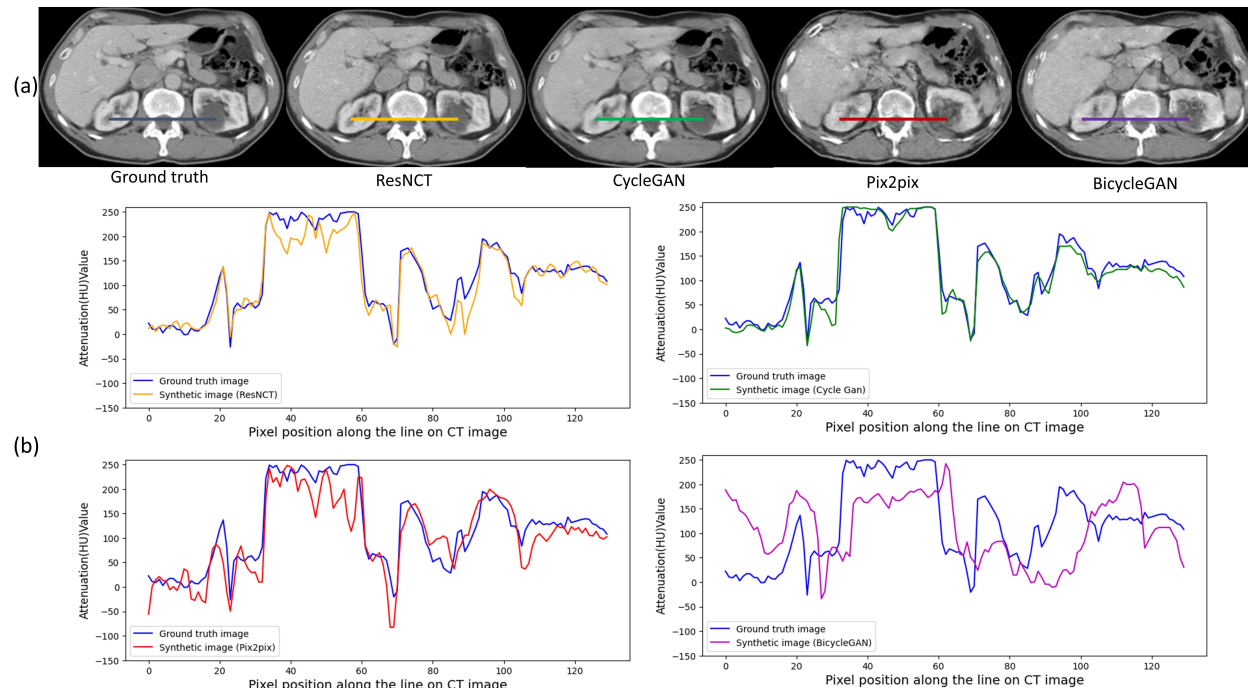 (a)
Ground truth
ResNCT
CycleGAN
Pix2pix
BicycleGAN
250
200
150
100
50
0
−50
−100
−150
Attenuation(HU)Value
Ground truth image
Synthetic image (ResNCT)
0
20
40
60
80
100
120
Pixel position along the line on CT image
250
200
150
100
50
0
−50
−100
−150
Attenuation(HU)Value
Ground truth image
Synthetic image (Cycle Gan)
0
20
40
60
80
100
120
Pixel position along the line on CT image
(b)
250
200
150
100
50
0
−50
−100
−150
Attenuation(HU)Value
Ground truth image
Synthetic image (Pix2pix)
0
20
40
60
80
100
120
Pixel position along the line on CT image
250
200
150
100
50
0
−50
−100
−150
Attenuation(HU)Value
Ground truth image
Synthetic image (BicycleGAN)
0
20
40
60
80
100
120
Pixel position along the line on CT image